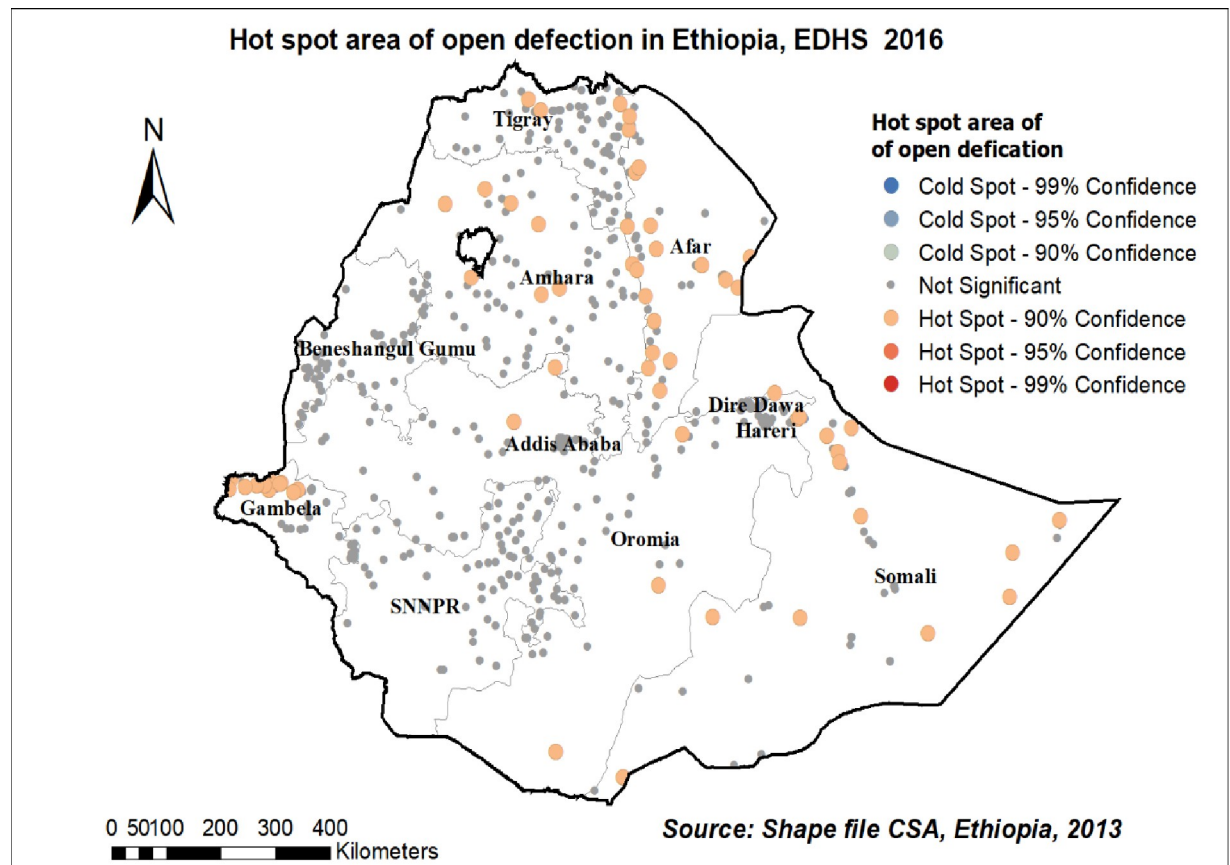 Hot spot area of open defection in Ethiopia, EDHS  2016
N
Hot spot area of
of open defication
Cold Spot - 99% Confidence
Cold Spot - 95% Confidence
Cold Spot - 90% Confidence
Not Significant
Hot Spot - 90% Confidence
Hot Spot - 95% Confidence
Hot Spot - 99% Confidence
Tigray
Afar
Amhara
Beneshangul Gumu
Dire Dawa
Hareri
Addis Ababa
Gambela
Oromia
Somali
SNNPR
0 50100 200 300 400
Kilometers
Source: Shape file CSA, Ethiopia, 2013